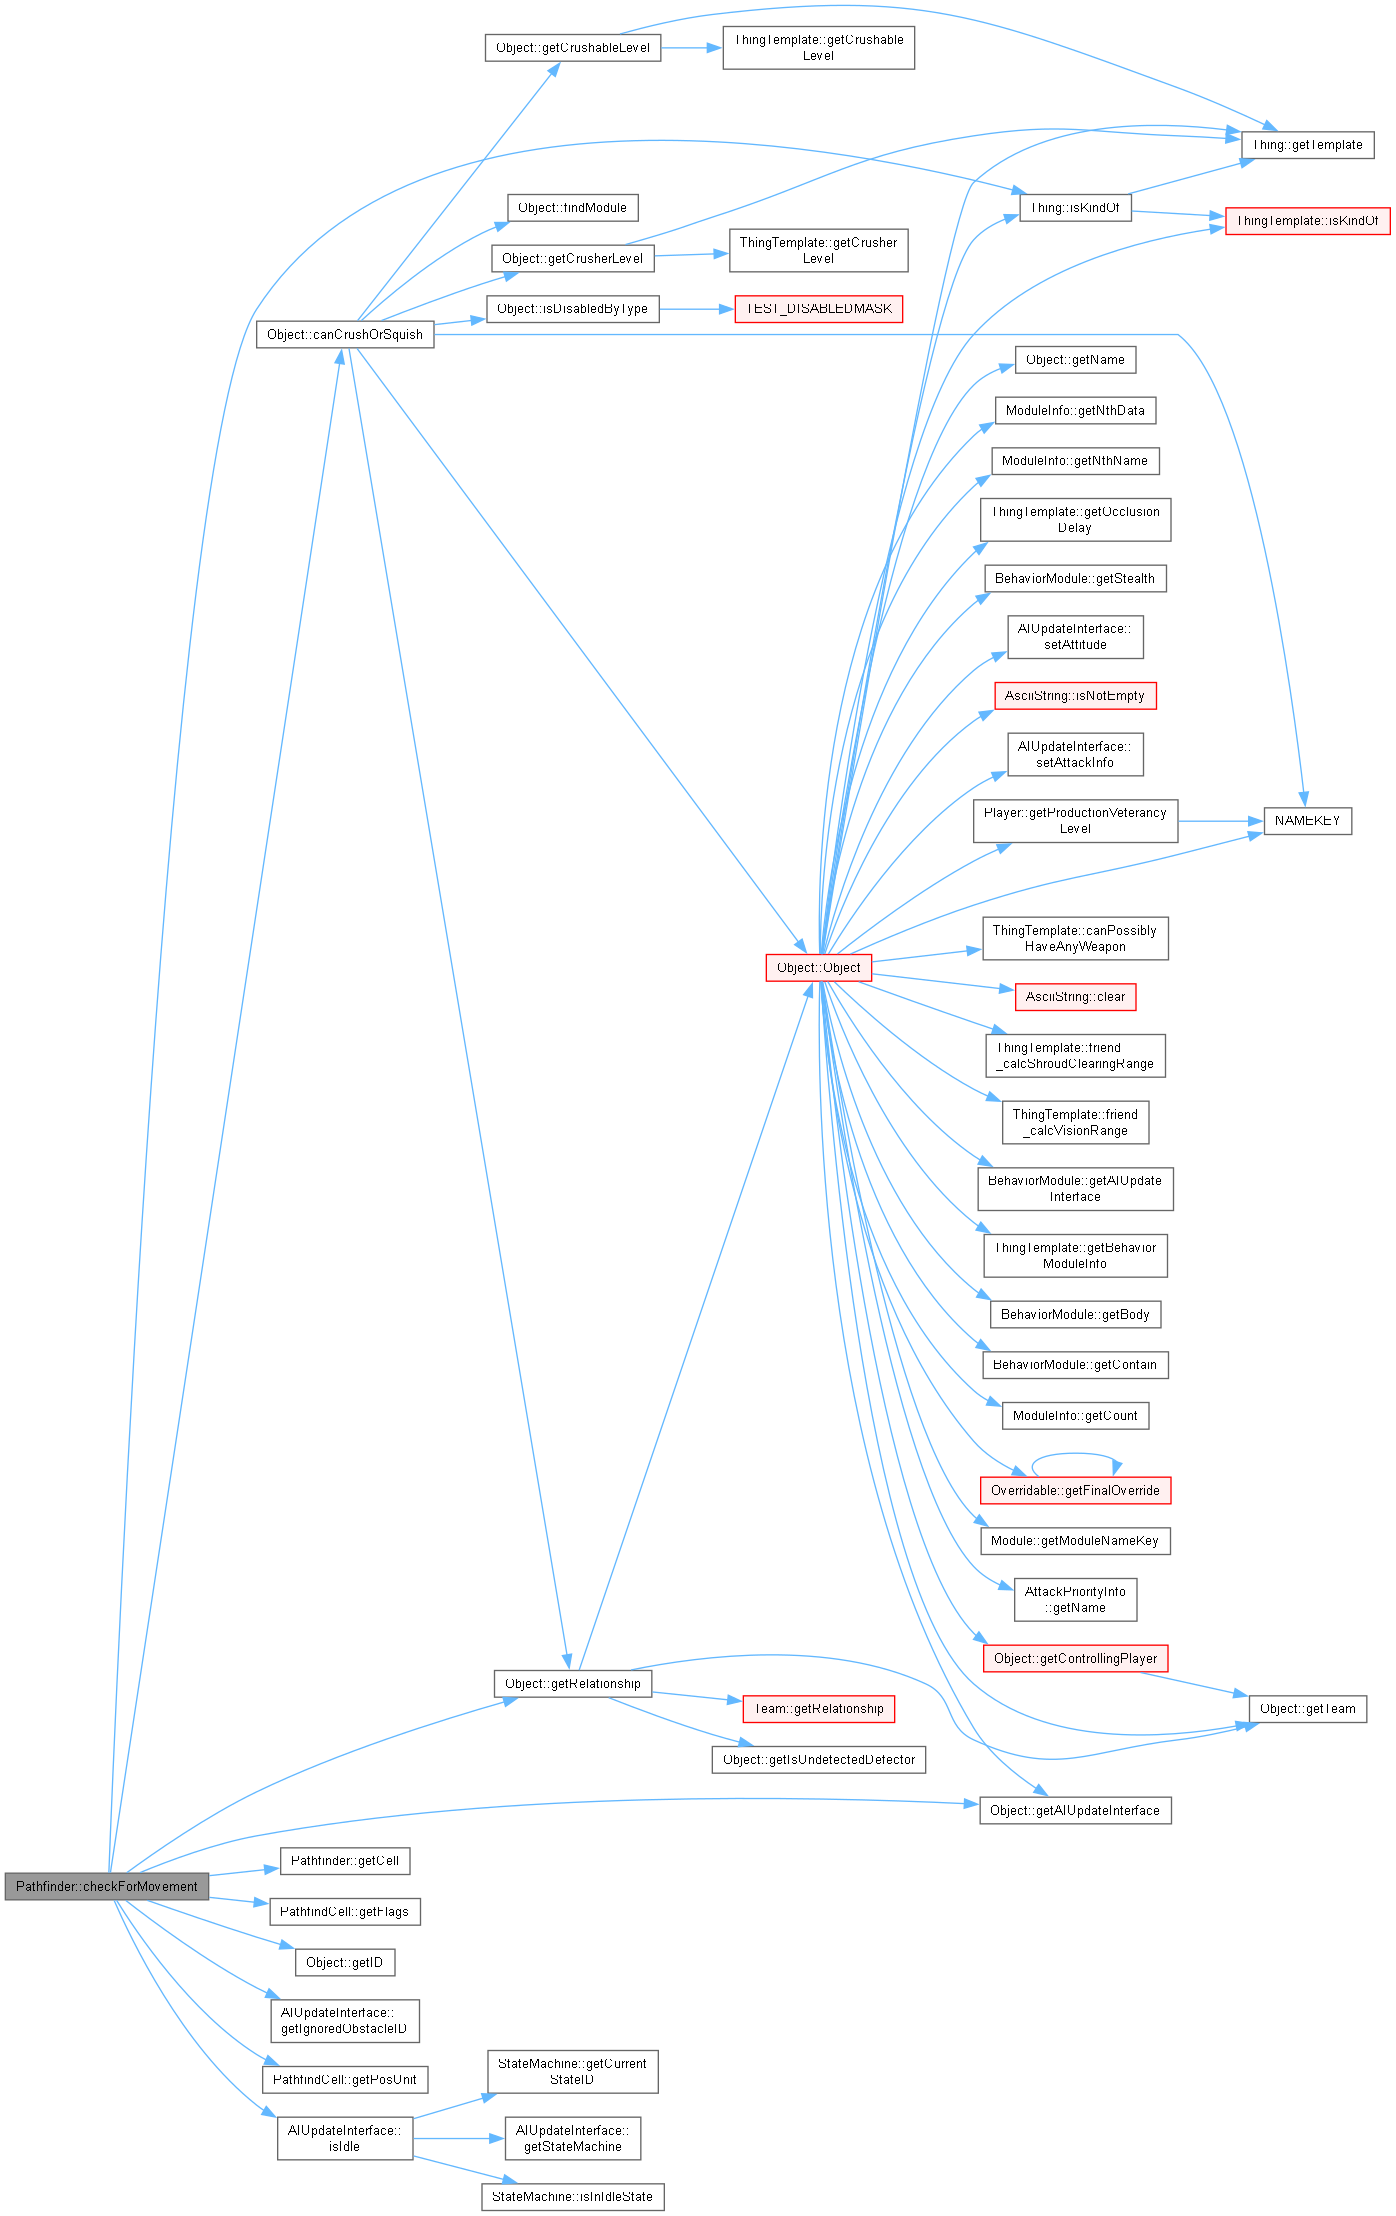 Object::getCrushableLevel
ThingTemplate::getCrushable
Level
Thing::getTemplate
Object::findModule
Thing::isKindOf
ThingTemplate::isKindOf
Object::getCrusherLevel
ThingTemplate::getCrusher
Level
Object::isDisabledByType
TEST_DISABLEDMASK
Object::canCrushOrSquish
Object::getName
ModuleInfo::getNthData
ModuleInfo::getNthName
ThingTemplate::getOcclusion
Delay
BehaviorModule::getStealth
AIUpdateInterface::
setAttitude
AsciiString::isNotEmpty
AIUpdateInterface::
setAttackInfo
Player::getProductionVeterancy
Level
NAMEKEY
ThingTemplate::canPossibly
HaveAnyWeapon
Object::Object
AsciiString::clear
ThingTemplate::friend
_calcShroudClearingRange
ThingTemplate::friend
_calcVisionRange
BehaviorModule::getAIUpdate
Interface
ThingTemplate::getBehavior
ModuleInfo
BehaviorModule::getBody
BehaviorModule::getContain
ModuleInfo::getCount
Overridable::getFinalOverride
Module::getModuleNameKey
AttackPriorityInfo
::getName
Object::getControllingPlayer
Object::getRelationship
Team::getRelationship
Object::getTeam
Object::getIsUndetectedDefector
Object::getAIUpdateInterface
Pathfinder::getCell
Pathfinder::checkForMovement
PathfindCell::getFlags
Object::getID
AIUpdateInterface::
getIgnoredObstacleID
PathfindCell::getPosUnit
StateMachine::getCurrent
StateID
AIUpdateInterface::
isIdle
AIUpdateInterface::
getStateMachine
StateMachine::isInIdleState